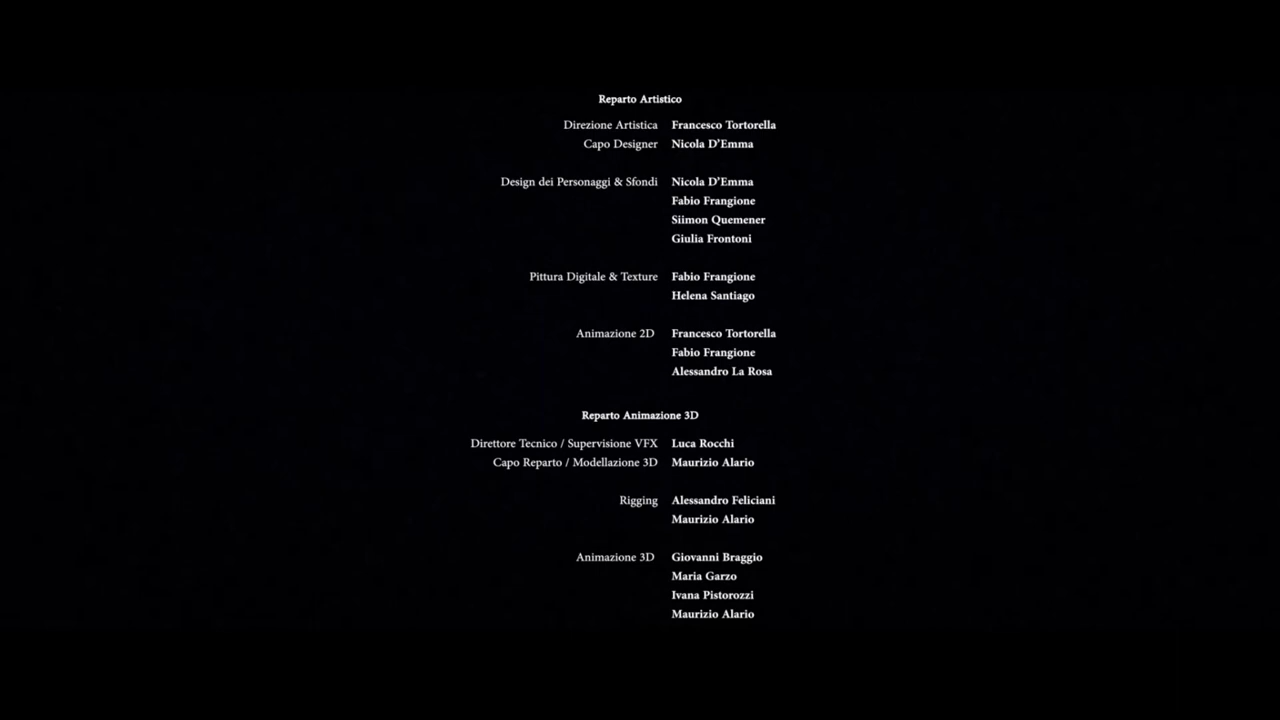 Reparto Artistico
Direzione Artistica Francesco Tortorella
Capo Designer Nicola D’Emma
Design dei Personaggi & Sfondi Nicola D’Emma
Fabio Frangione
Siimon Quemener
Giulia Frontoni
Pittura Digitale & Texture Fabio Frangione
Helena Santiago
Animazione 2D Francesco Tortorella
Fabio Frangione
Alessandro La Rosa
Reparto Animazione 3D
Direttore Tecnico / Supervisione VFX Luca Rocchi
Capo Reparto / Modellazione 3D Maurizio Alario
Rigging Alessandro Feliciani
Maurizio Alario
Animazione 3D Giovanni Braggio
Maria Garzo
Ivana Pistorozzi
Maurizio Alario